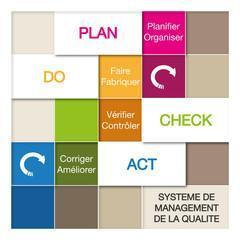 PLAN
Planifier
Organiser
DO
Faire
Fabriquer
Vérifier
Contrôler
CHECK
Corriger
Améliorer
ACT
SYSTEME DE
MANAGEMENT
DE LA QUALITE